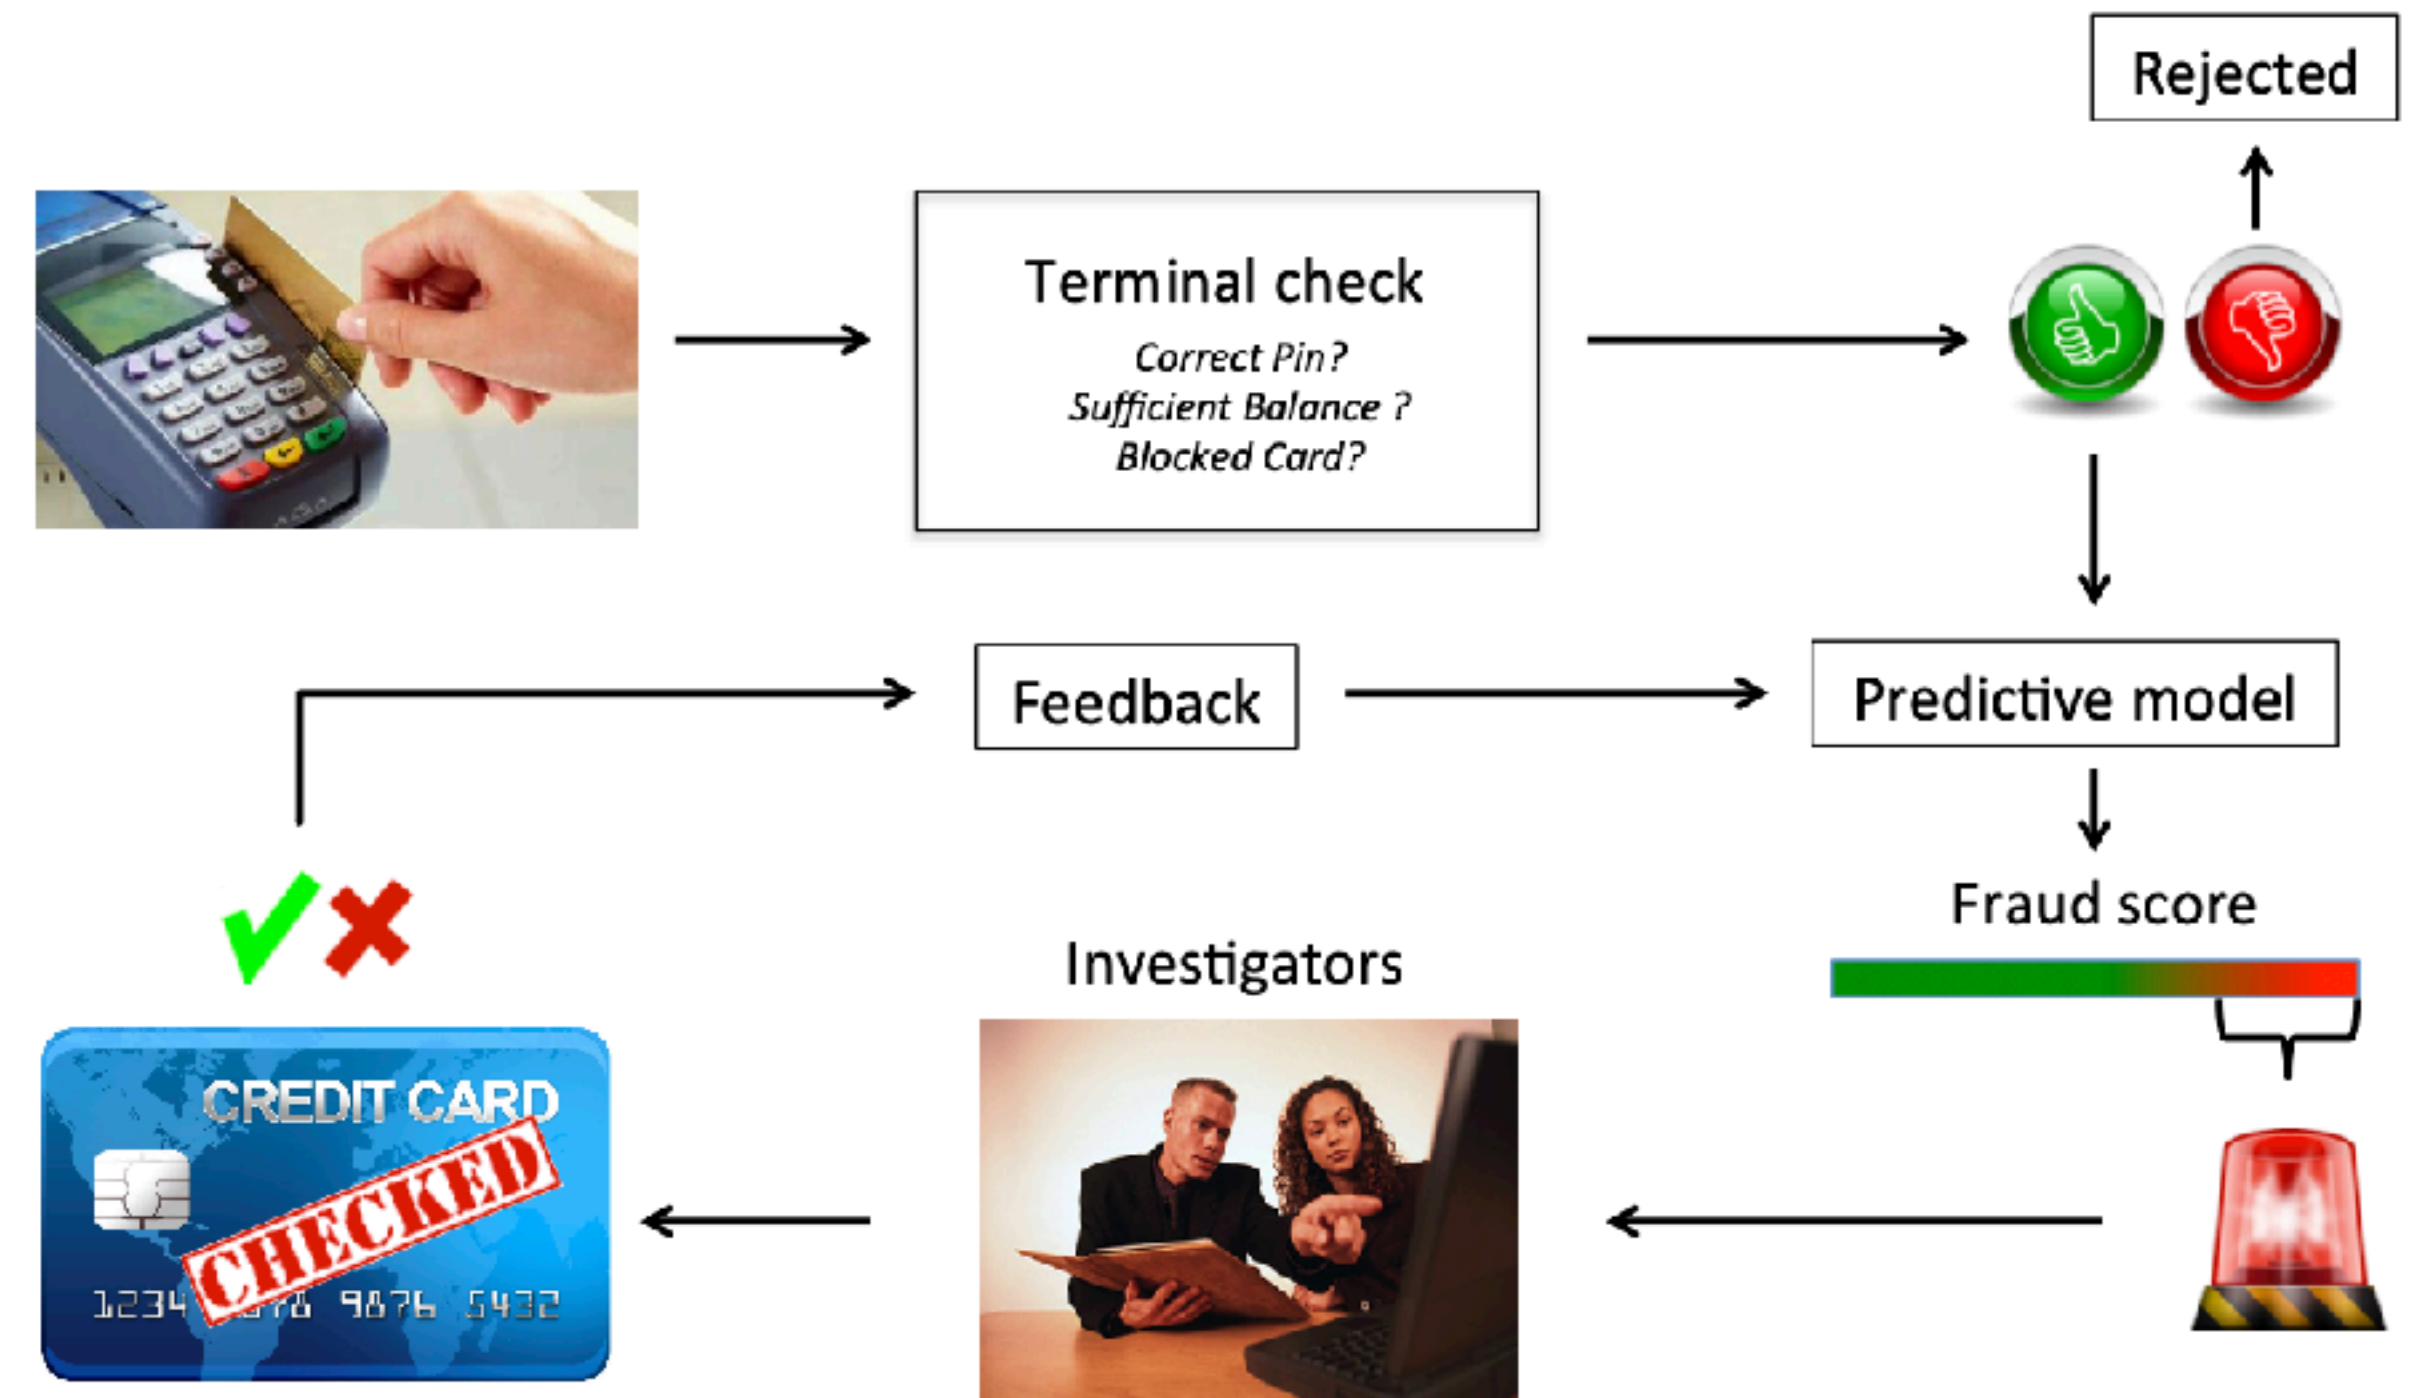 Rejected
Terminal check
Correct Pin?
Sufficient Balance ?
Blocked Card?
Feedback
Predictive model
Fraud score
Investigators
CREDIT CARD
CHECKED
1234 9876 5432